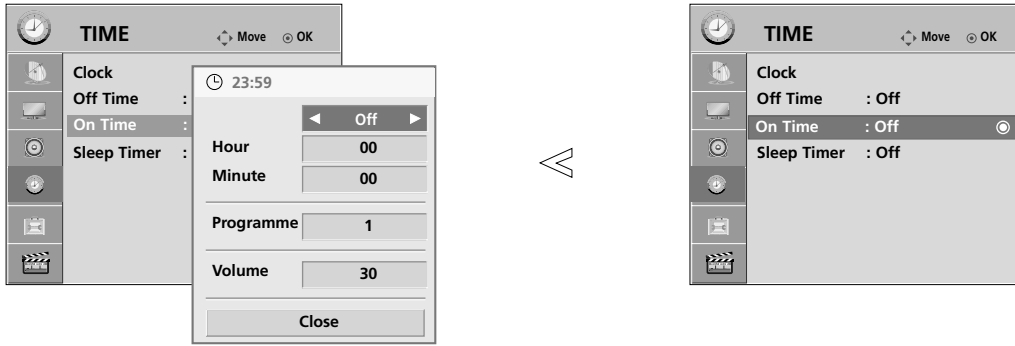 TIME
Move OK
Clock
Off Time :
On Time :
Sleep Timer :
23:59
◄ Off ►
Hour 00
Minute 00
Programme 1
Volume 30
Close
TIME
Move OK
Clock
Off Time : Off
On Time : Off
Sleep Timer : Off